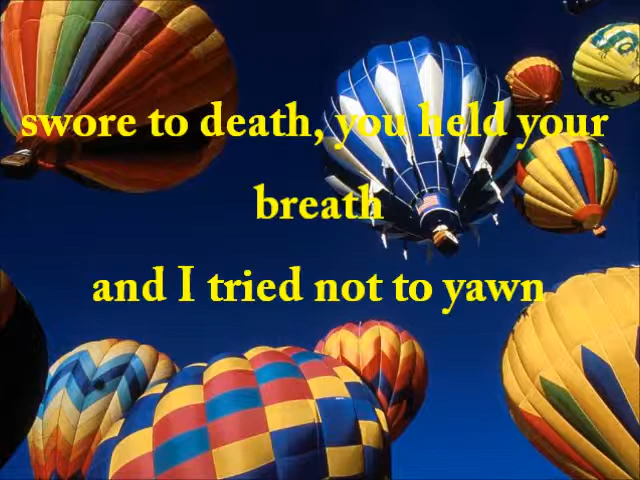 swore to death, you held your
breath
and I tried not to yawn